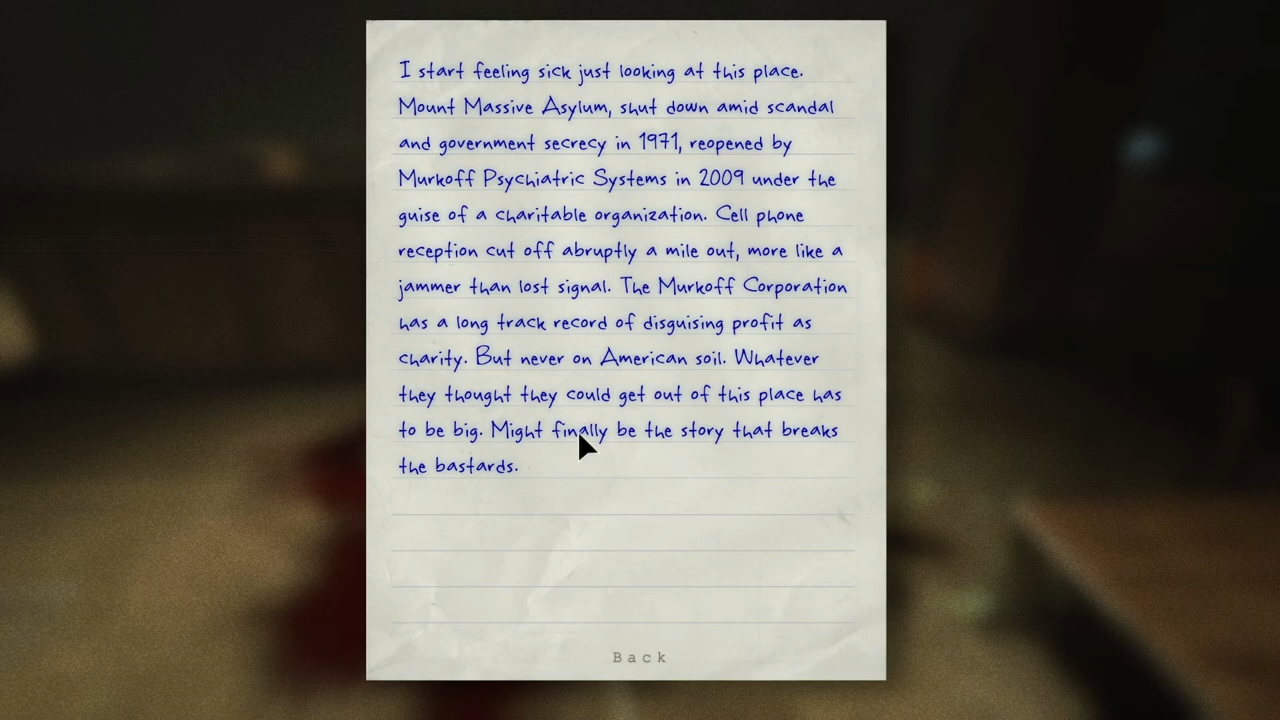 I start feeling sick just looking at this place.
Mount Massive Asylum, shut down amid scandal
and government secrecy in 1971, reopened by
Murkoff Psychiatric Systems in 2009 under the
guise of a charitable organization. Cell phone
reception cut off abruptly a mile out, more like a
jammer than lost signal. The Murkoff Corporation
has a long track record of disguising profit as
charity. But never on American soil. Whatever
they thought they could get out of this place has
to be big. Might finally be the story that breaks
the bastards.
Back